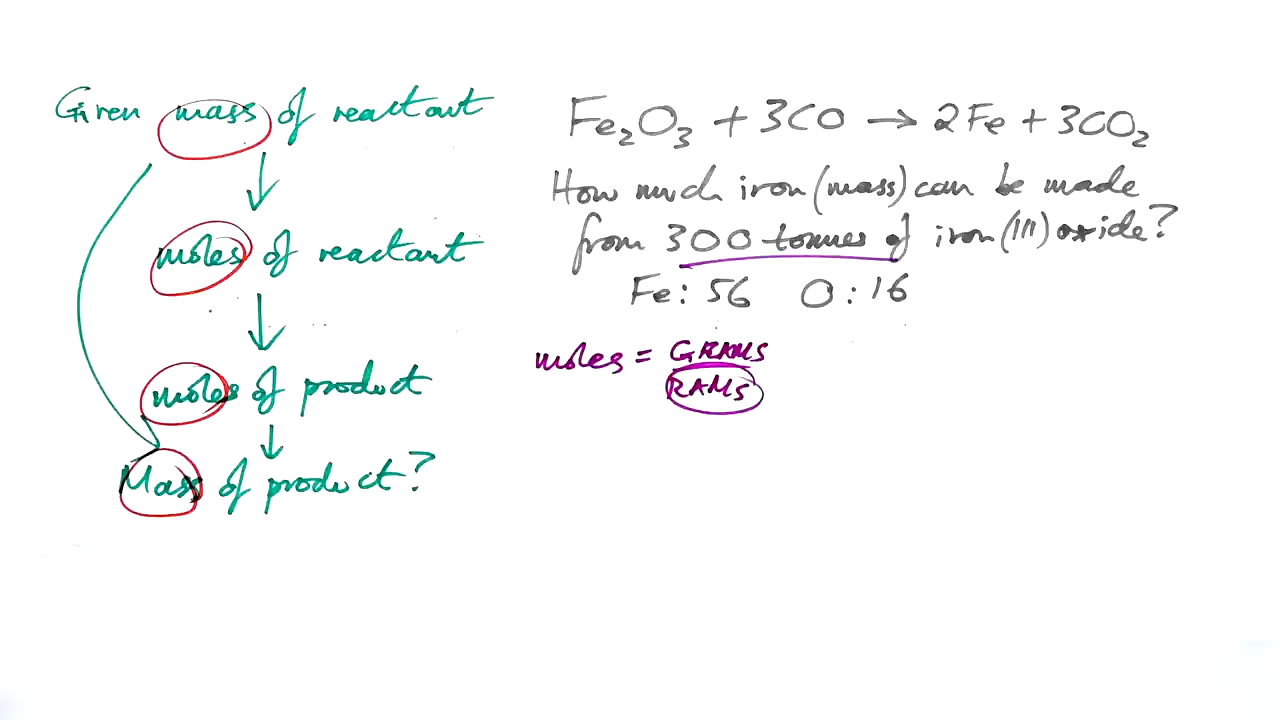 Given mass of reactant
moles of reactant
moles of product
Mass of product?
Fe₂O₃ + 3CO → 2Fe + 3CO₂
How much iron (mass) can be made
from 300 tonnes of iron (III) oxide?
Fe: 56 O: 16
moles = GRAMS
RAMS